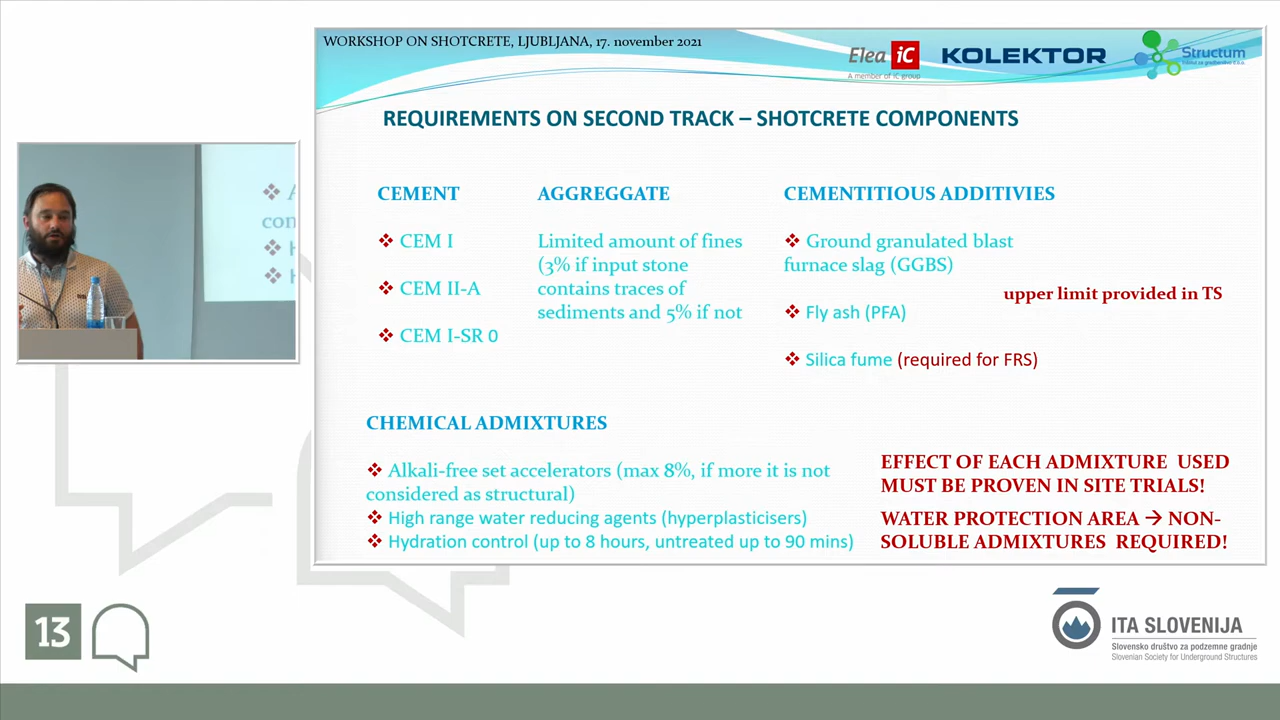 WORKSHOP ON SHOTCRETE, LJUBLJANA, 17. november 2021
Elea iC
A member of iC group
KOLEKTOR
Structum
REQUIREMENTS ON SECOND TRACK – SHOTCRETE COMPONENTS
CEMENT
❖ CEM I
❖ CEM II-A
❖ CEM I-SR 0
AGGREGGATE
Limited amount of fines
(3% if input stone
contains traces of
sediments and 5% if not
CEMENTITIOUS ADDITIVIES
❖ Ground granulated blast
furnace slag (GGBS)
upper limit provided in TS
❖ Fly ash (PFA)
❖ Silica fume (required for FRS)
CHEMICAL ADMIXTURES
❖ Alkali-free set accelerators (max 8%, if more it is not
considered as structural)
❖ High range water reducing agents (hyperplasticisers)
❖ Hydration control (up to 8 hours, untreated up to 90 mins)
EFFECT OF EACH ADMIXTURE USED
MUST BE PROVEN IN SITE TRIALS!
WATER PROTECTION AREA → NON-
SOLUBLE ADMIXTURES REQUIRED!
con
13
ITA SLOVENIJA
Slovensko društvo za podzemne gradnje
Slovenian Society for Underground Structures